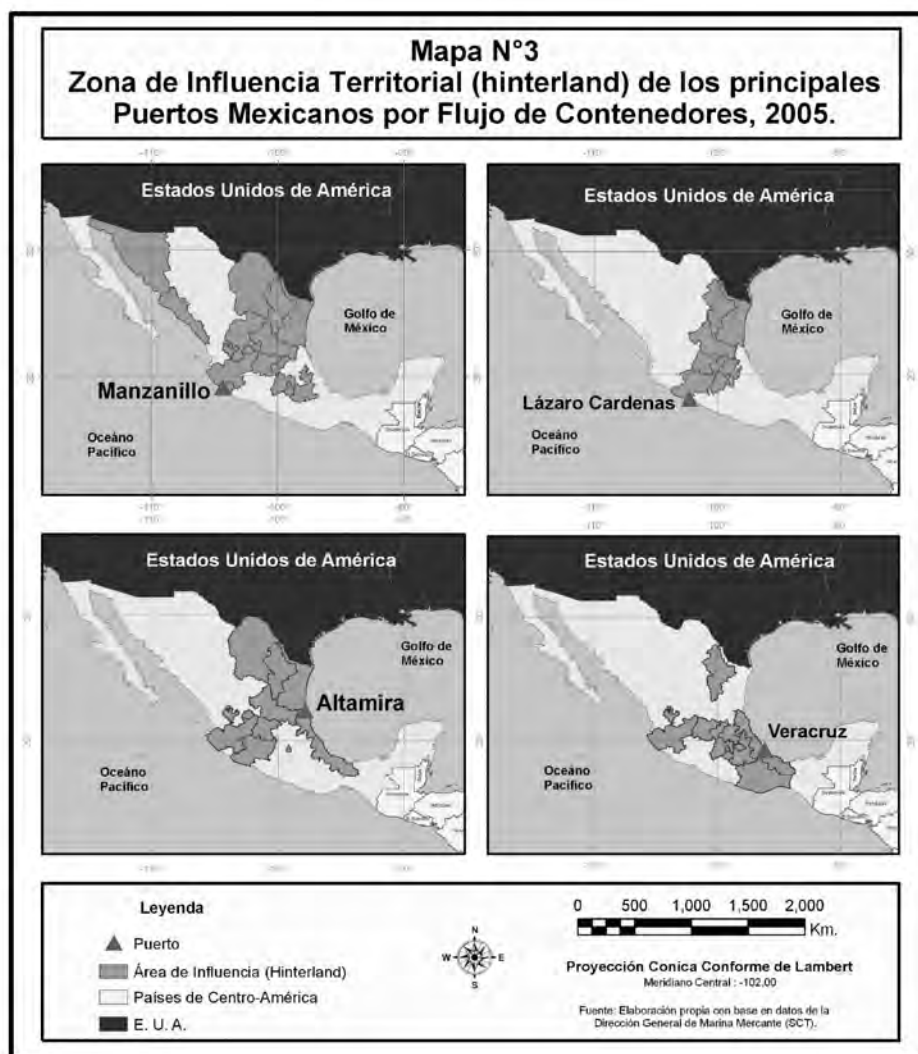 Mapa N°3
Zona de Influencia Territorial (hinterland) de los principales
Puertos Mexicanos por Flujo de Contenedores, 2005.
Estados Unidos de América
Golfo de
México
Manzanillo
Océano
Pacífico
Estados Unidos de América
Golfo de
México
Lázaro Cardenas
Océano
Pacífico
Estados Unidos de América
Golfo de
México
Altamira
Océano
Pacífico
Estados Unidos de América
Golfo de
México
Veracruz
Océano
Pacífico
Leyenda
Puerto
Área de Influencia (Hinterland)
Países de Centro-América
E. U. A.
N
W E
S
0 500 1,000 1,500 2,000
Km.
Proyección Conica Conforme de Lambert
Meridiano Central : -102.00
Fuente: Elaboración propia con base en datos de la
Dirección General de Marina Mercante (SCT).